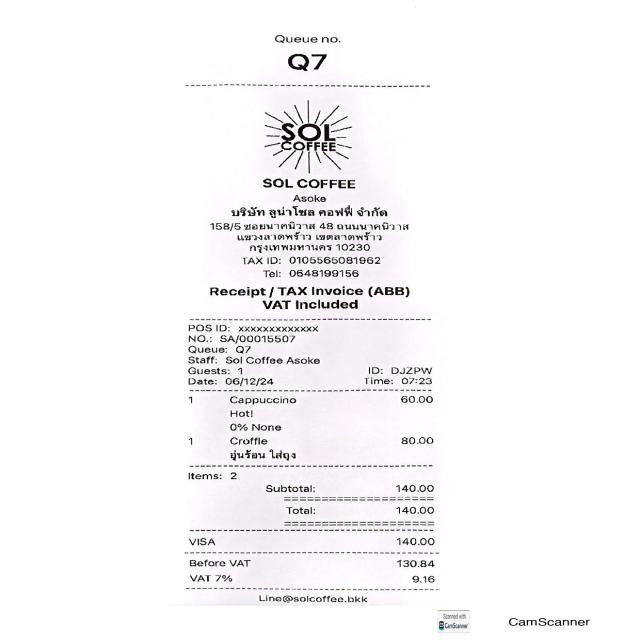 Queue no.
Q7
SOL
COFFEE
SOL COFFEE
Asoke
บริษัท ลูน่าโซล คอฟฟี่ จำกัด
158/5 ซอยนาคนิวาส 48 ถนนนาคนิวาส
แขวงลาดพร้าว เขตลาดพร้าว
กรุงเทพมหานคร 10230
TAX ID: 0105565081962
Tel: 0648199156
Receipt / TAX Invoice (ABB)
VAT Included
POS ID: xxxxxxxxxxxxx
NO.: SA/00015507
Queue: Q7
Staff: Sol Coffee Asoke
Guests: 1 ID: DJZPW
Date: 06/12/24 Time: 07:23
1 Cappuccino 60.00
Hot!
0% None
1 Croffle 80.00
อุ่นร้อน ใส่ถุง
Items: 2
Subtotal: 140.00
Total: 140.00
VISA 140.00
Before VAT 130.84
VAT 7% 9.16
Line@solcoffee.bkk
Scanned with
CamScanner
CamScanner